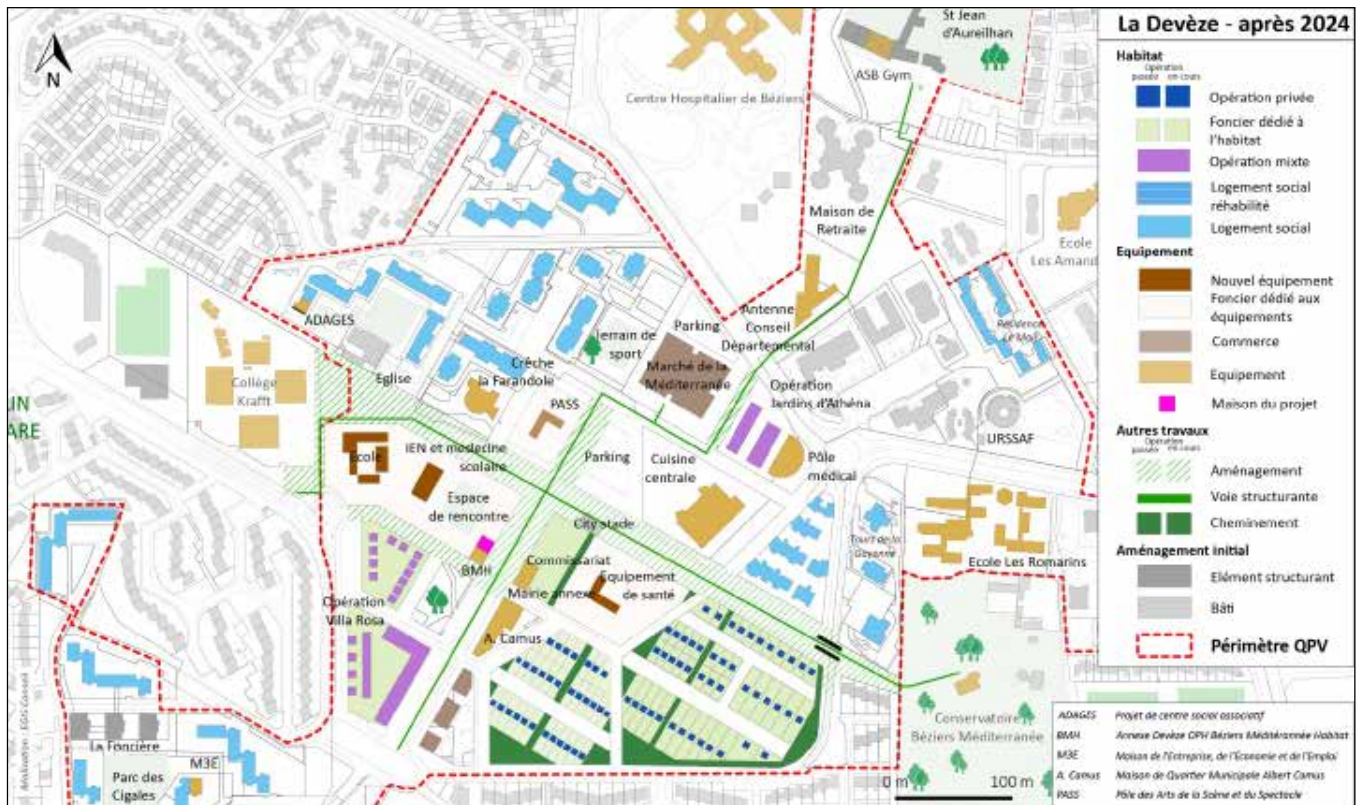 La Devèze - après 2024
Habitat
Opération
passée en-cours
Opération privée
Foncier dédié à
l'habitat
Opération mixte
Logement social
réhabilité
Logement social
Equipement
Nouvel équipement
Foncier dédié aux
équipements
Commerce
Equipement
Maison du projet
Autres travaux
Opération
passée en-cours
Aménagement
Voie structurante
Cheminement
Aménagement initial
Elément structurant
Bâti
Périmètre QPV
ADAGES Projet de centre social associatif
BMH Annexe Devèze OPH Béziers Méditérannée Habitat
M3E Maison de l'Entreprise, de l'Economie et de l'Emploi
A. Camus Maison de Quartier Municipale Albert Camus
PASS Pôle des Arts de la Scène et du Spectacle
N
St Jean
d'Aureilhan
ASB Gym
Centre Hospitalier de Béziers
Maison de
Retraite
Ecole
Les Amand
ADAGES
Terrain de
sport
Parking
Antenne
Conseil
Départemental
Résidence
Le Mail
Collège
Krafft
Eglise
Crèche
la Farandole
Marché de la
Méditerranée
Opération
Jardins d'Athéna
PASS
URSSAF
UN
ARE
Ecole
IEN et médecine
scolaire
Parking
Cuisine
centrale
Pôle
médical
Espace
de rencontre
City stade
Tours de la
Guyenne
BMH
Commissariat
Mairie annexe
Equipement
de santé
Ecole Les Romarins
Opération
Villa Rosa
A. Camus
La Foncière
M3E
Parc des
Cigales
Conservatoire
Béziers Méditerranée
0 m 100 m